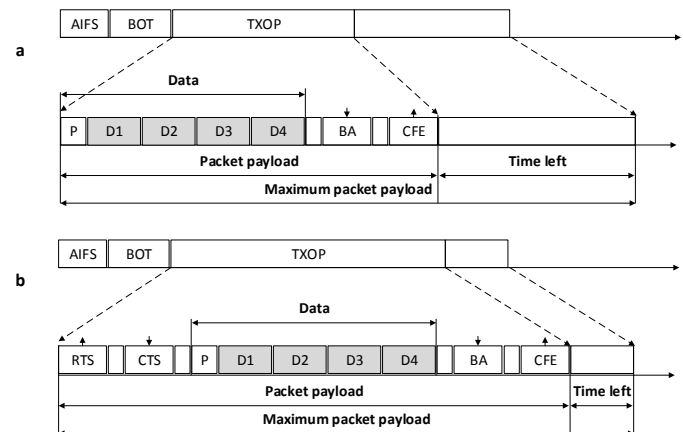 AIFS BOT TXOP
a
Data
P D1 D2 D3 D4 BA CFE
Packet payload Time left
Maximum packet payload
AIFS BOT TXOP
b
Data
RTS CTS P D1 D2 D3 D4 BA CFE
Packet payload Time left
Maximum packet payload